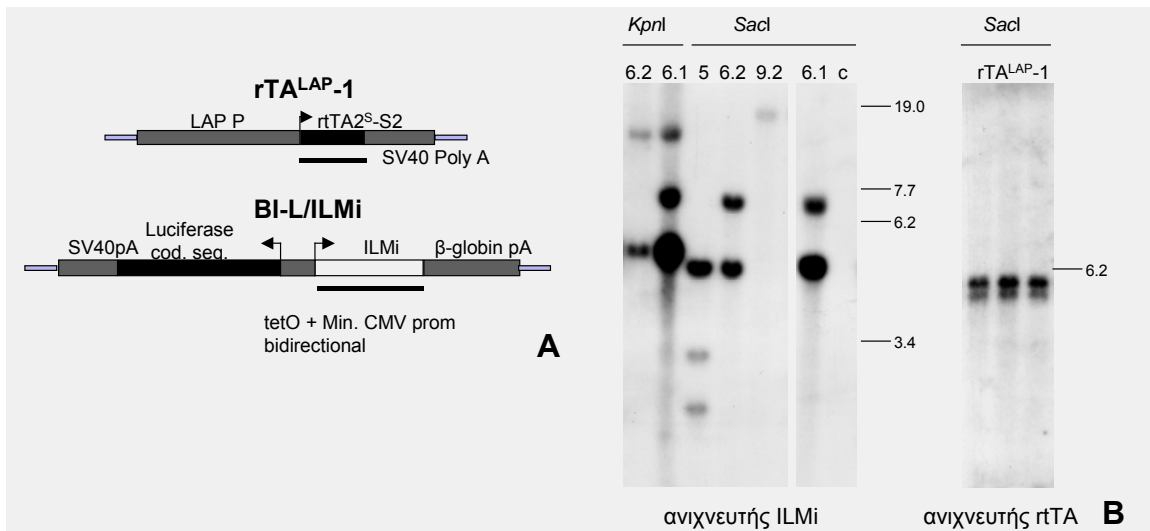 rTA^LAP-1
LAP P
rtTA2^S-S2
SV40 Poly A
BI-L/ILMi
SV40pA
Luciferase
cod. seq.
ILMi
β-globin pA
tetO + Min. CMV prom
bidirectional
A
KpnI
SacI
6.2 6.1 5 6.2 9.2 6.1 c
19.0
7.7
6.2
3.4
ανιχνευτής ILMi
SacI
rTA^LAP-1
6.2
ανιχνευτής rtTA
B